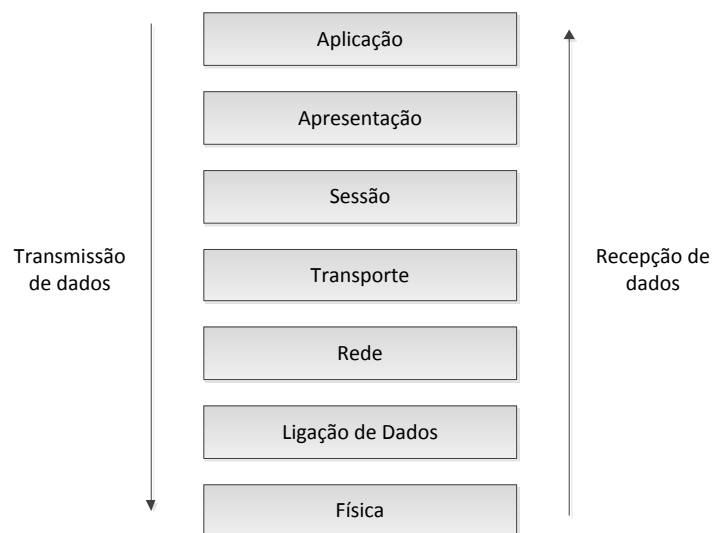 Aplicação
Apresentação
Sessão
Transmissão
de dados
Transporte
Recepção de
dados
Rede
Ligação de Dados
Física